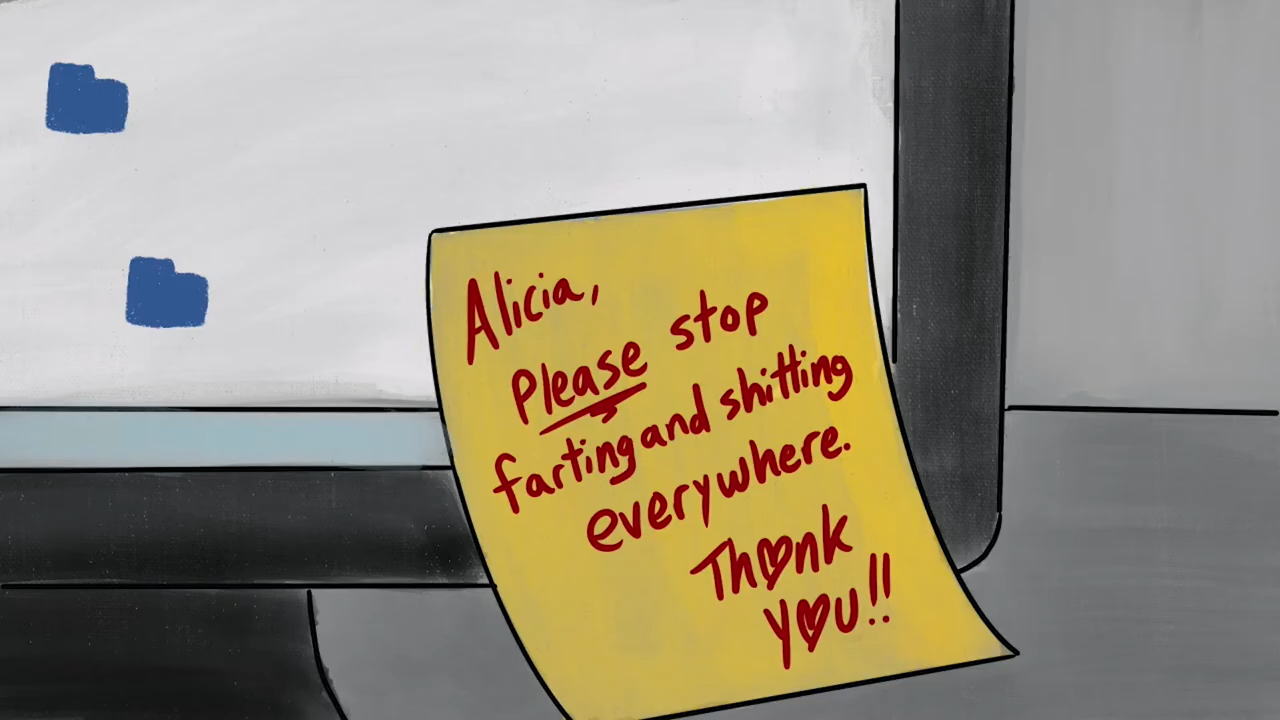 Alicia,
Please stop
farting and shitting
everywhere.
Thank
you!!